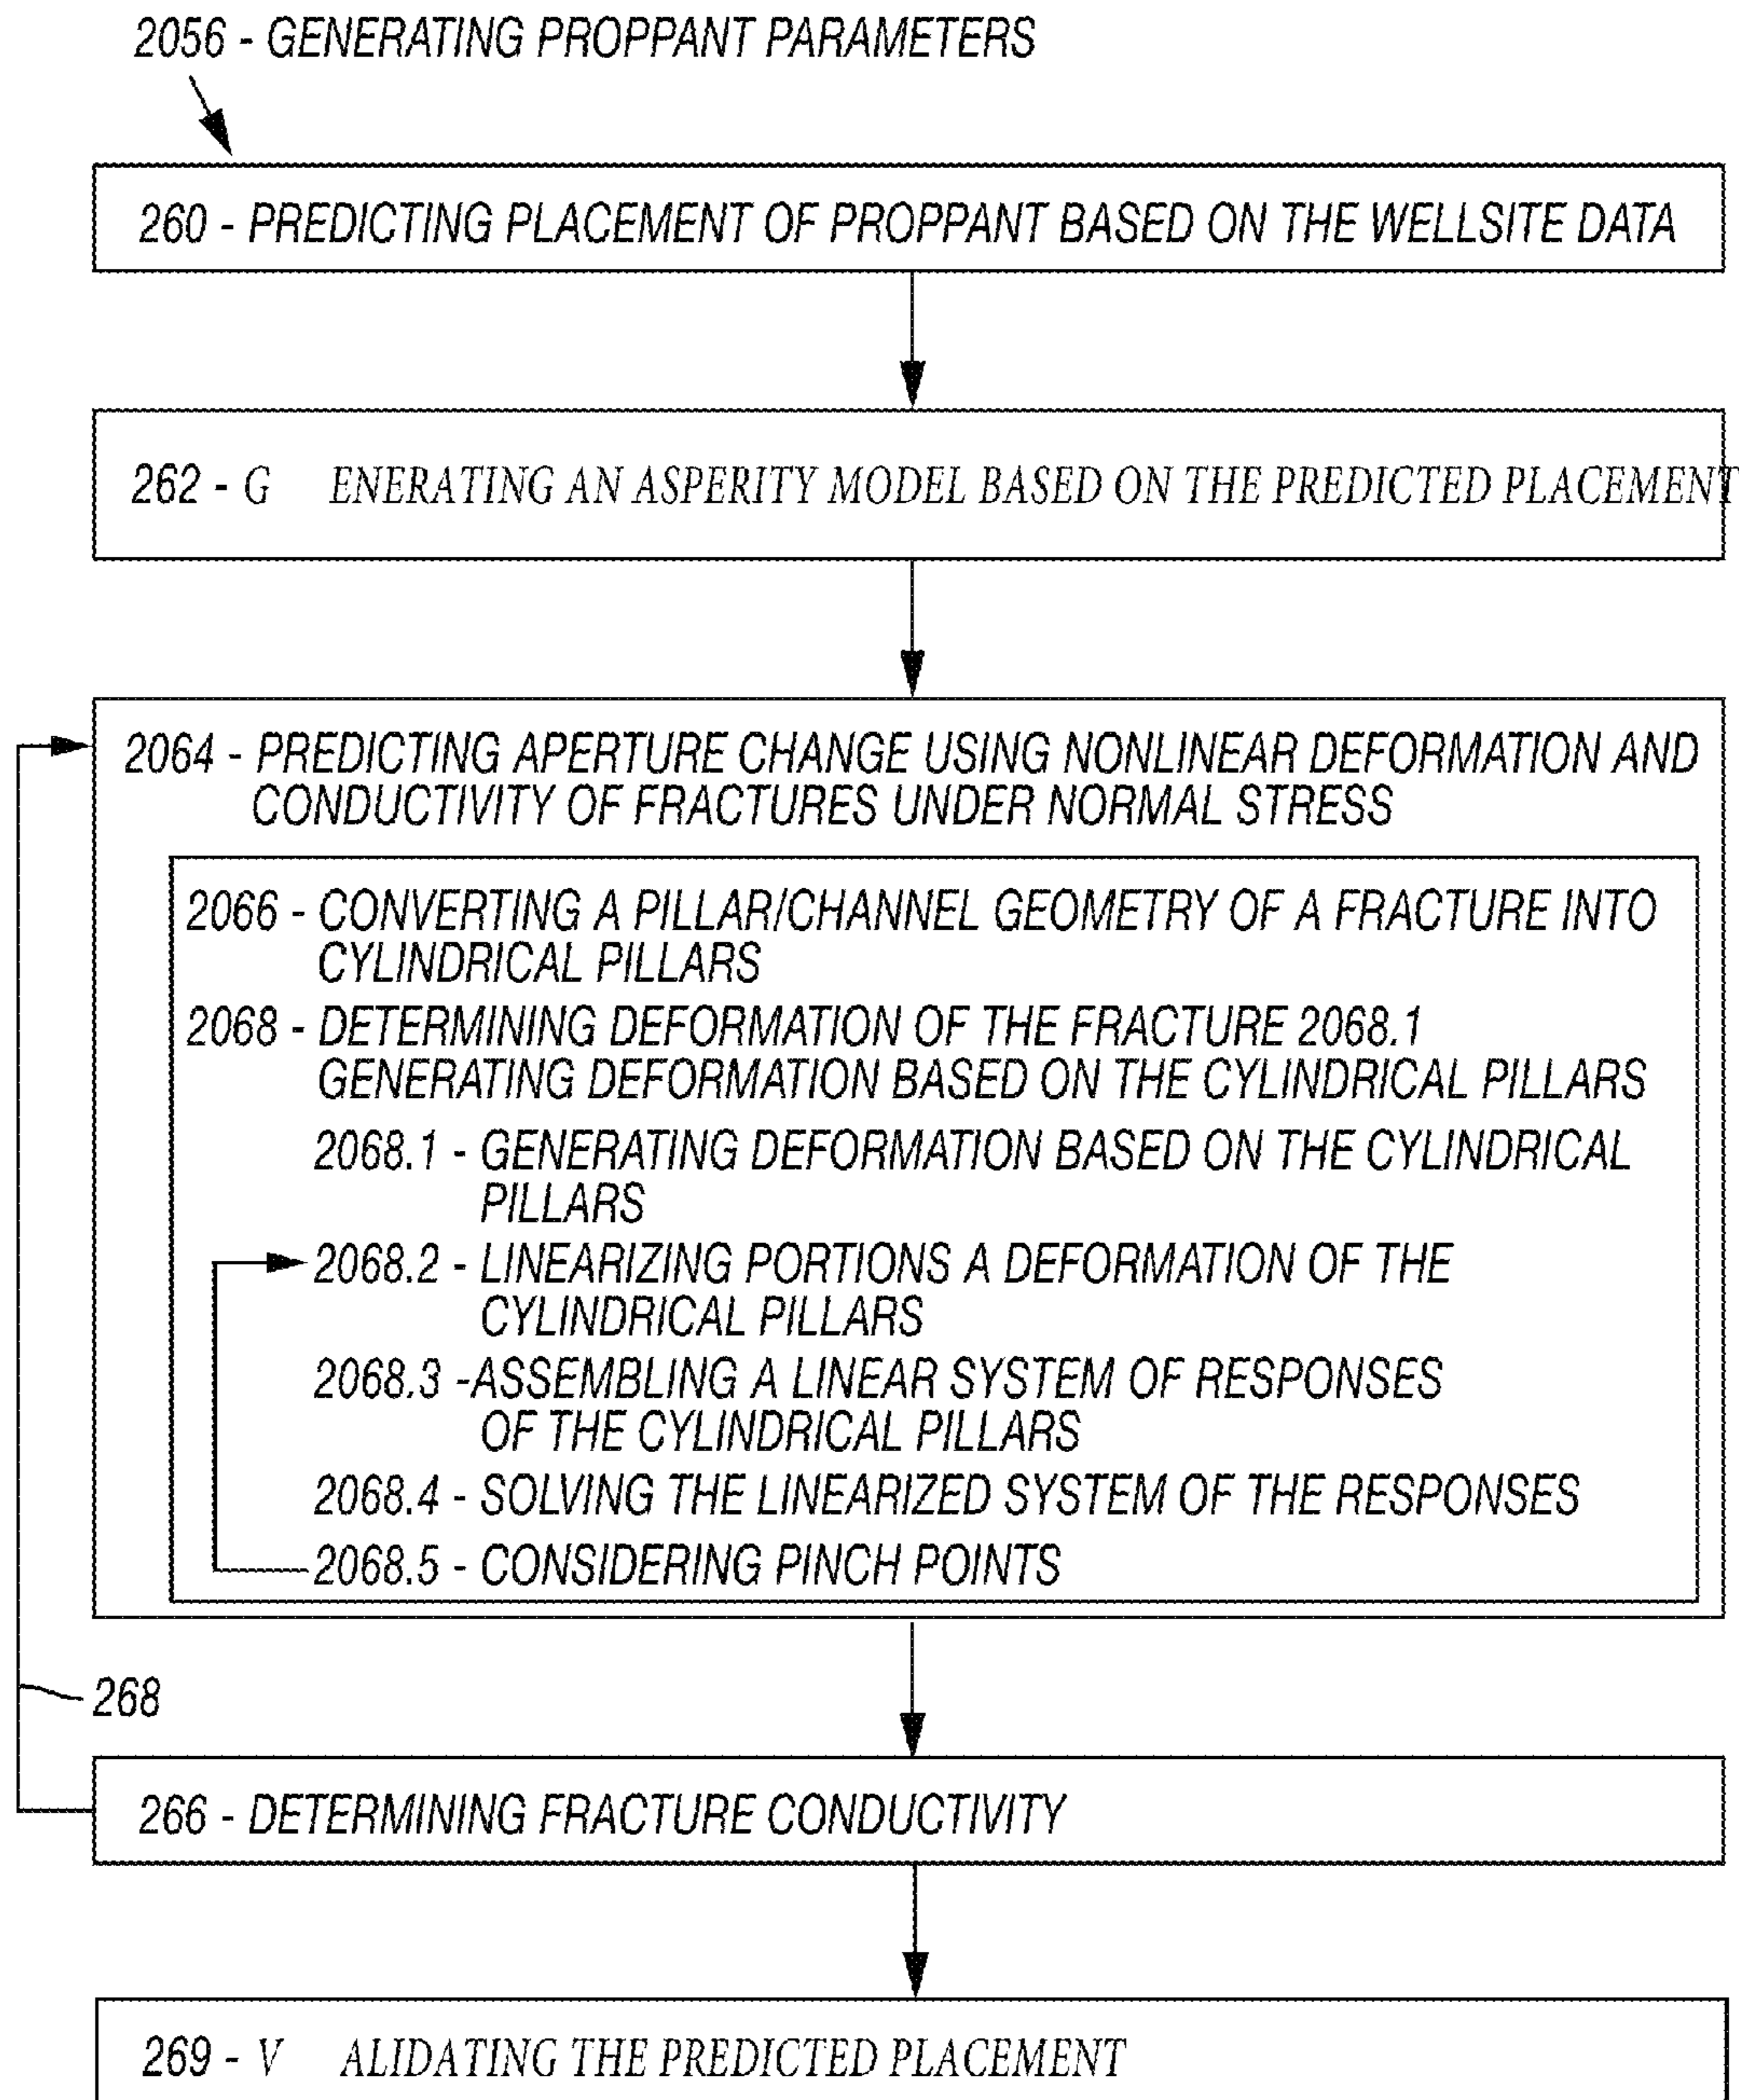 2056 - GENERATING PROPPANT PARAMETERS
260 - PREDICTING PLACEMENT OF PROPPANT BASED ON THE WELLSITE DATA
262 - G ENERATING AN ASPERITY MODEL BASED ON THE PREDICTED PLACEMENT
2064 - PREDICTING APERTURE CHANGE USING NONLINEAR DEFORMATION AND
CONDUCTIVITY OF FRACTURES UNDER NORMAL STRESS
2066 - CONVERTING A PILLAR/CHANNEL GEOMETRY OF A FRACTURE INTO
CYLINDRICAL PILLARS
2068 - DETERMINING DEFORMATION OF THE FRACTURE 2068.1
GENERATING DEFORMATION BASED ON THE CYLINDRICAL PILLARS
2068.1 - GENERATING DEFORMATION BASED ON THE CYLINDRICAL
PILLARS
2068.2 - LINEARIZING PORTIONS A DEFORMATION OF THE
CYLINDRICAL PILLARS
2068.3 -ASSEMBLING A LINEAR SYSTEM OF RESPONSES
OF THE CYLINDRICAL PILLARS
2068.4 - SOLVING THE LINEARIZED SYSTEM OF THE RESPONSES
2068.5 - CONSIDERING PINCH POINTS
268
266 - DETERMINING FRACTURE CONDUCTIVITY
269 - V ALIDATING THE PREDICTED PLACEMENT